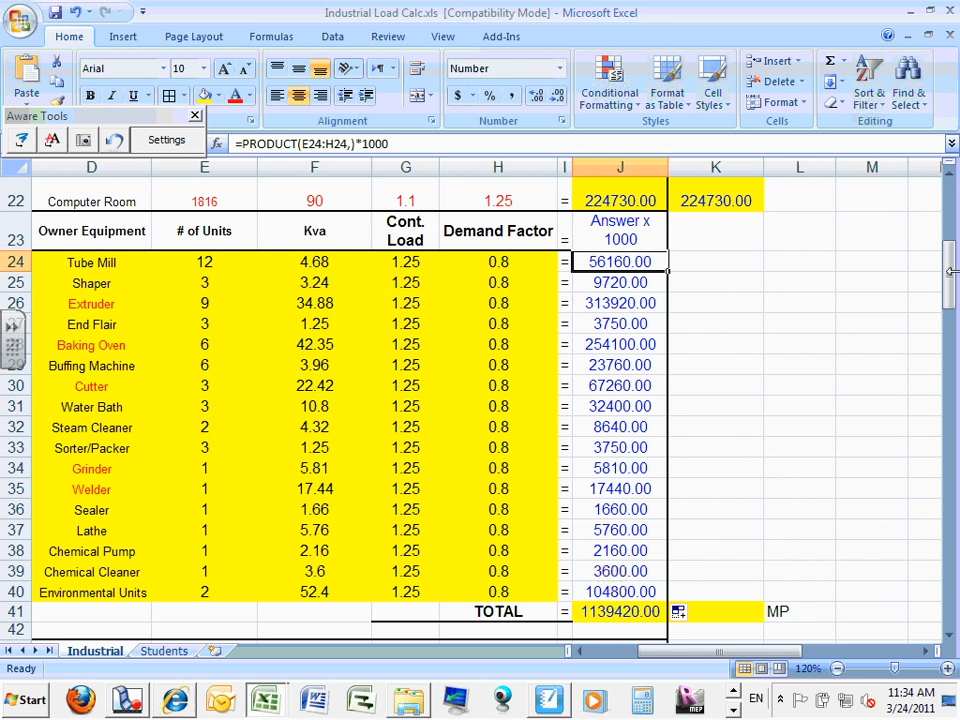 Industrial Load Calc.xls [Compatibility Mode] - Microsoft Excel
Home Insert Page Layout Formulas Data Review View Add-Ins
Paste Arial 10 A A Number Conditional Formatting Format as Table Cell Styles Insert Delete Format Sort & Filter Find & Select
B I U A $ % , .0 .00 .00 .0
Aware Tools Alignment Number Styles Cells Editing
Settings fx =PRODUCT(E24:H24,)*1000
D E F G H I J K L M
22 Computer Room 1816 90 1.1 1.25 = 224730.00 224730.00
23 Owner Equipment # of Units Kva Cont. Load Demand Factor = Answer x 1000
24 Tube Mill 12 4.68 1.25 0.8 = 56160.00
25 Shaper 3 3.24 1.25 0.8 = 9720.00
26 Extruder 9 34.88 1.25 0.8 = 313920.00
27 End Flair 3 1.25 1.25 0.8 = 3750.00
28 Baking Oven 6 42.35 1.25 0.8 = 254100.00
29 Buffing Machine 6 3.96 1.25 0.8 = 23760.00
30 Cutter 3 22.42 1.25 0.8 = 67260.00
31 Water Bath 3 10.8 1.25 0.8 = 32400.00
32 Steam Cleaner 2 4.32 1.25 0.8 = 8640.00
33 Sorter/Packer 3 1.25 1.25 0.8 = 3750.00
34 Grinder 1 5.81 1.25 0.8 = 5810.00
35 Welder 1 17.44 1.25 0.8 = 17440.00
36 Sealer 1 1.66 1.25 0.8 = 1660.00
37 Lathe 1 5.76 1.25 0.8 = 5760.00
38 Chemical Pump 1 2.16 1.25 0.8 = 2160.00
39 Chemical Cleaner 1 3.6 1.25 0.8 = 3600.00
40 Environmental Units 2 52.4 1.25 0.8 = 104800.00
41 TOTAL = 1139420.00 MP
42
Industrial Students
Ready 120%
Start MEP EN 11:34 AM
3/24/2011